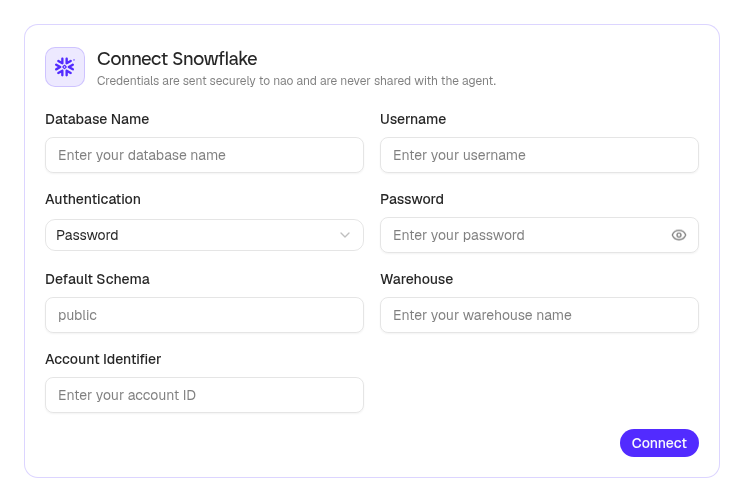 Connect Snowflake
Credentials are sent securely to nao and are never shared with the agent.
Database Name
Enter your database name
Username
Enter your username
Authentication
Password
Password
Enter your password
Default Schema
public
Warehouse
Enter your warehouse name
Account Identifier
Enter your account ID
Connect